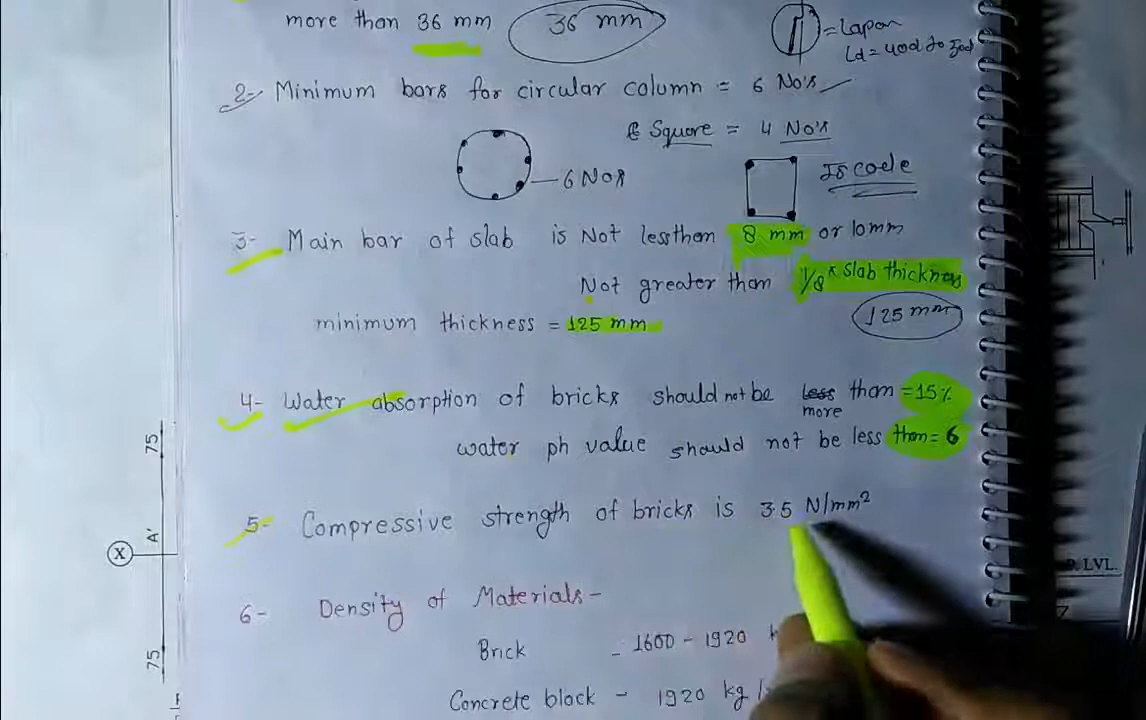 more than 36 mm 36 mm = Lapan
Ld = 40d to 50d
2- Minimum bars for circular column = 6 No's
Square = 4 No's
6 Nos IS code
3- Main bar of slab is Not less than 8 mm or 10mm
Not greater than 1/8 x slab thickness
minimum thickness = 125 mm 125 mm
4- Water absorption of bricks should not be less than = 15%
more
water ph value should not be less than = 6
5- Compressive strength of bricks is 35 N/mm²
6- Density of Materials-
Brick = 1600 - 1920 k
Concrete block - 1920 kg/
75
A'
X
75
LVL.